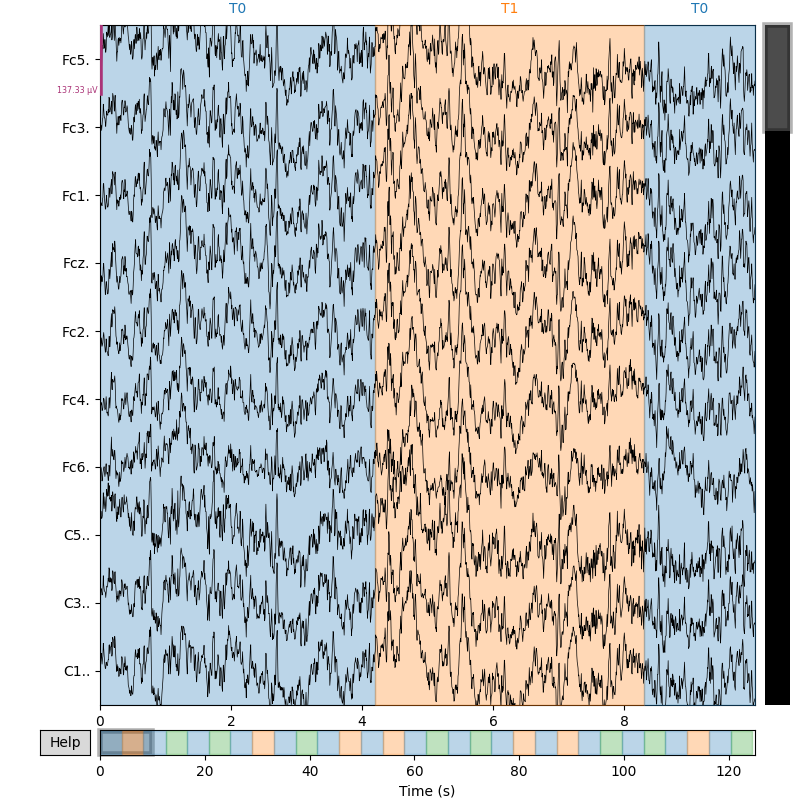 T0 T1 T0
Fc5.
137.33 µV
Fc3.
Fc1.
Fcz.
Fc2.
Fc4.
Fc6.
C5..
C3..
C1..
0 2 4 6 8
Help
0 20 40 60 80 100 120
Time (s)